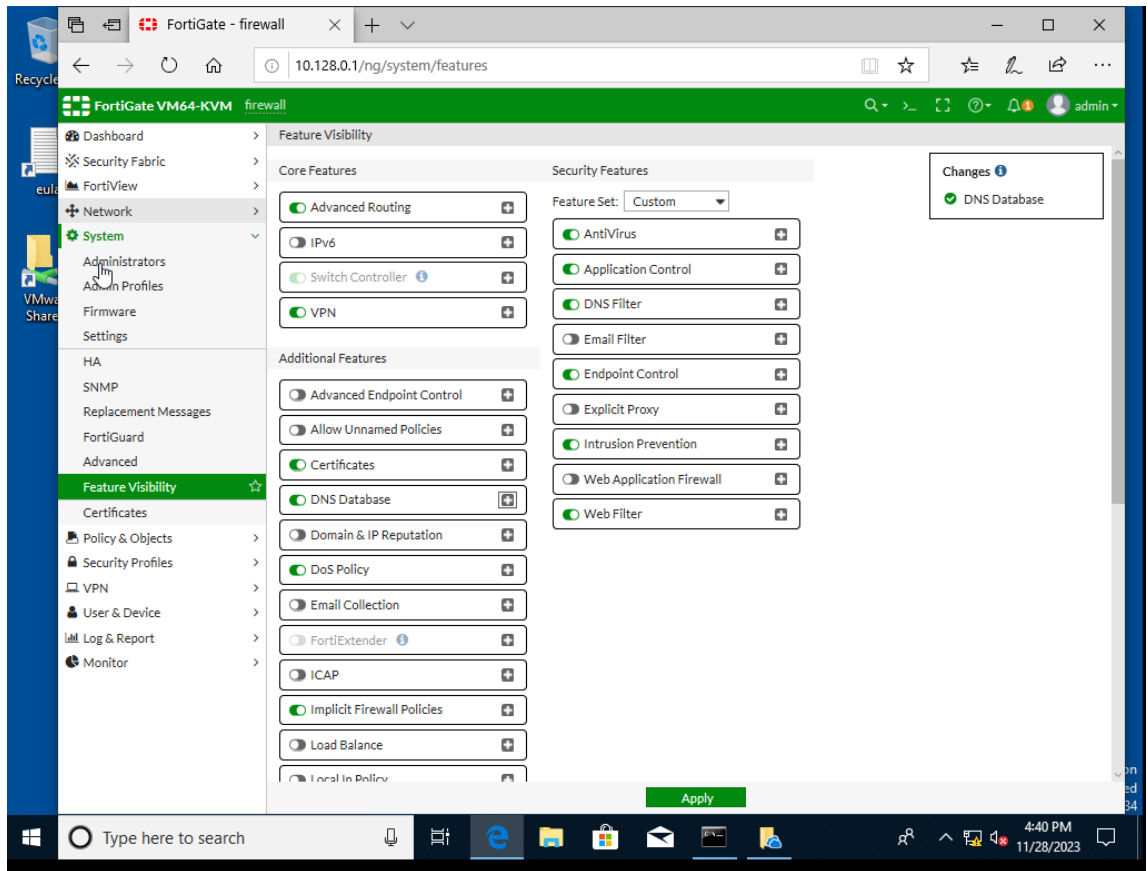 FortiGate - firewall
10.128.0.1/ng/system/features
Recycle
FortiGate VM64-KVM firewall
admin
Dashboard
Security Fabric
FortiView
Network
System
Administrators
Admin Profiles
Firmware
Settings
HA
SNMP
Replacement Messages
FortiGuard
Advanced
Feature Visibility
Certificates
Policy & Objects
Security Profiles
VPN
User & Device
Log & Report
Monitor
eula
VMwa
Share
Feature Visibility
Core Features
Advanced Routing
IPv6
Switch Controller
VPN
Additional Features
Advanced Endpoint Control
Allow Unnamed Policies
Certificates
DNS Database
Domain & IP Reputation
DoS Policy
Email Collection
FortiExtender
ICAP
Implicit Firewall Policies
Load Balance
Local In Policy
Security Features
Feature Set: Custom
AntiVirus
Application Control
DNS Filter
Email Filter
Endpoint Control
Explicit Proxy
Intrusion Prevention
Web Application Firewall
Web Filter
Changes
DNS Database
Apply
on
ed
34
Type here to search
4:40 PM
11/28/2023